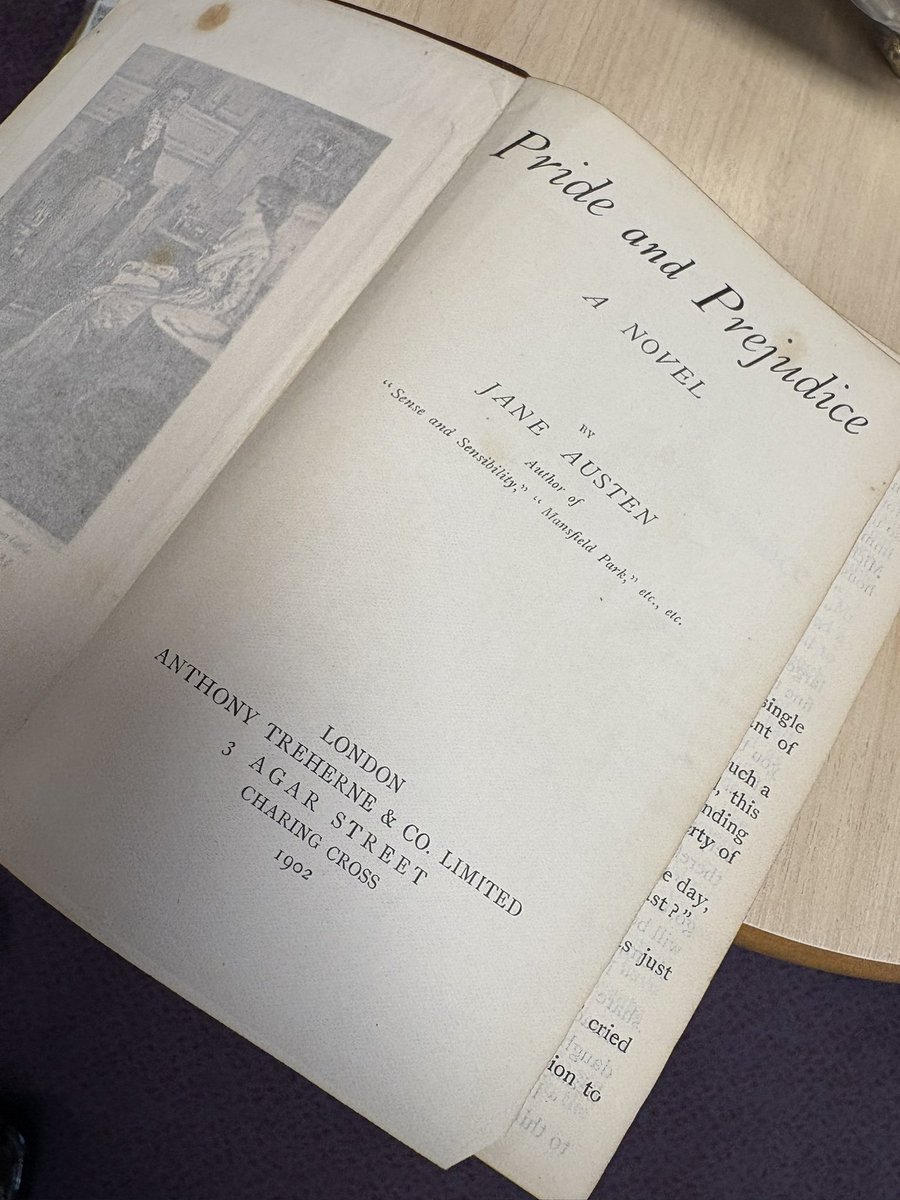 Pride and Prejudice
A NOVEL
BY
JANE AUSTEN
Author of
“Sense and Sensibility,” “Mansfield Park,” etc., etc.
LONDON
ANTHONY TREHERNE & CO. LIMITED
3 AGAR STREET
CHARING CROSS
1902
single
nt of
uch a
, this
nding
rty of
e day,
st?”
s just
cried
ion to